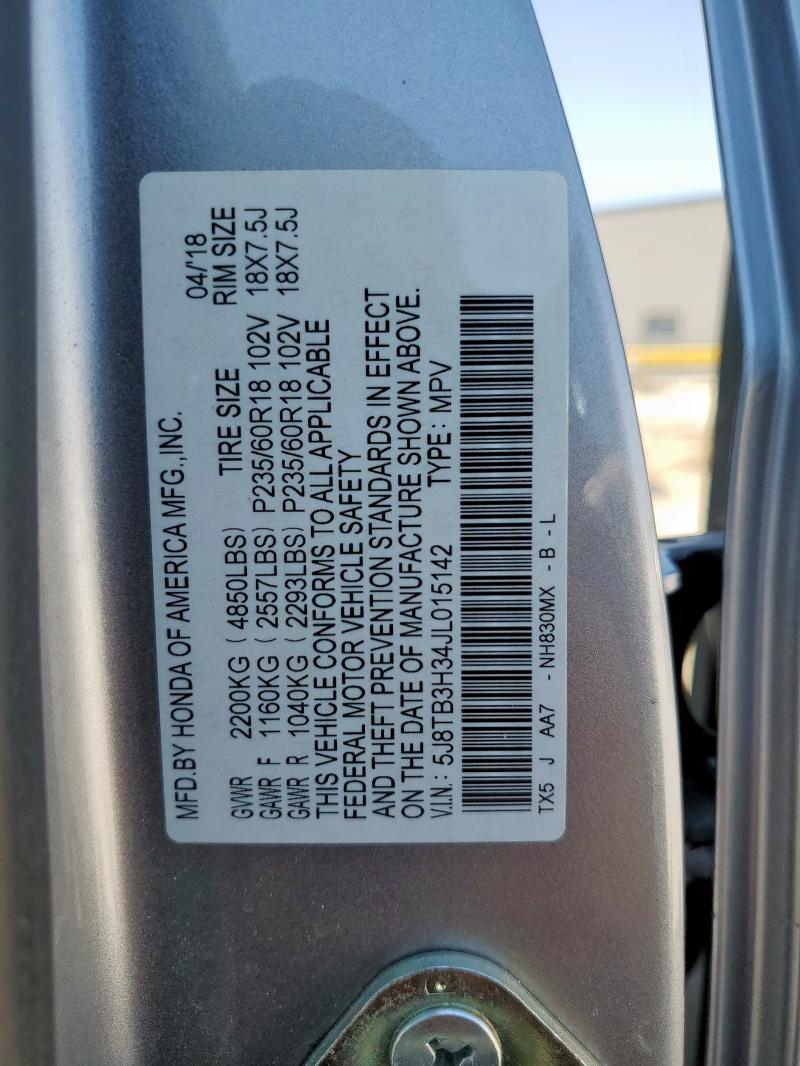 MFD.BY HONDA OF AMERICA MFG.,INC. 04/'18
GVWR 2200KG ( 4850LBS) TIRE SIZE RIM SIZE
GAWR F 1160KG ( 2557LBS) P235/60R18 102V 18X7.5J
GAWR R 1040KG ( 2293LBS) P235/60R18 102V 18X7.5J
THIS VEHICLE CONFORMS TO ALL APPLICABLE
FEDERAL MOTOR VEHICLE SAFETY
AND THEFT PREVENTION STANDARDS IN EFFECT
ON THE DATE OF MANUFACTURE SHOWN ABOVE.
V.I.N.: 5J8TB3H34JL015142 TYPE: MPV
TX5 J AA7 -NH830MX -B-L